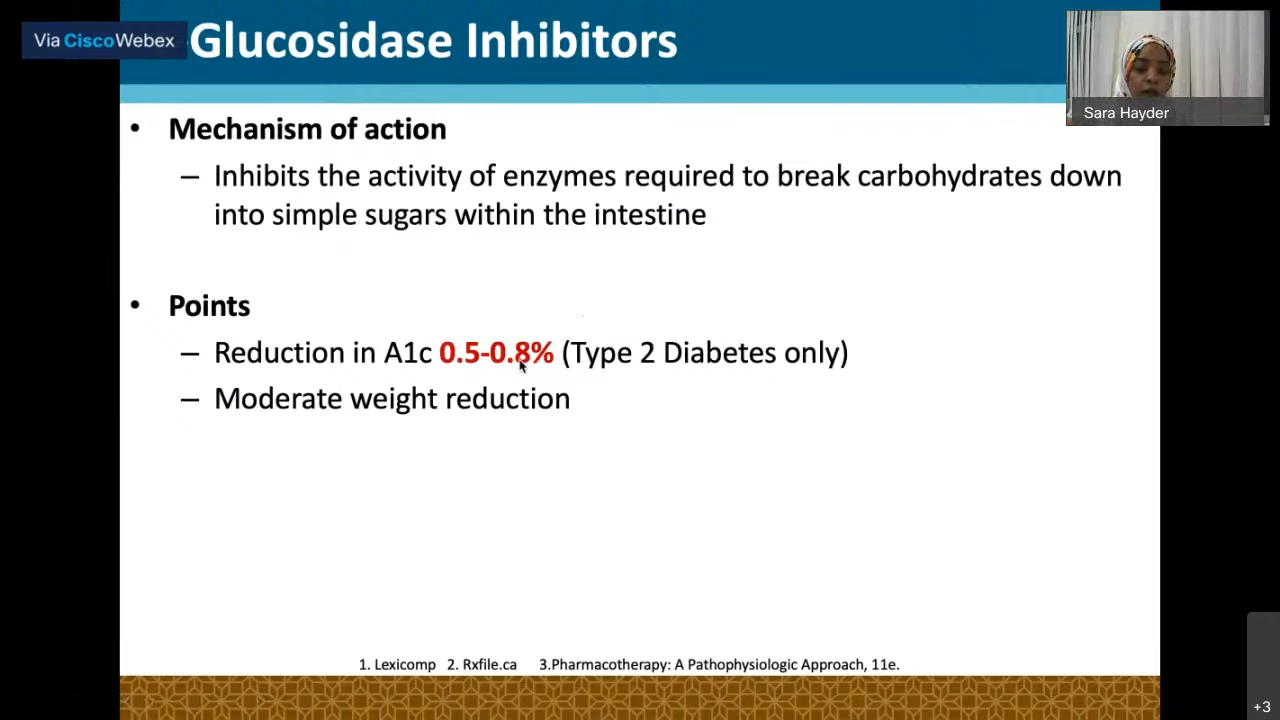 Via CiscoWebex
Glucosidase Inhibitors
Sara Hayder
• Mechanism of action
– Inhibits the activity of enzymes required to break carbohydrates down
into simple sugars within the intestine
• Points
– Reduction in A1c 0.5-0.8% (Type 2 Diabetes only)
– Moderate weight reduction
1. Lexicomp 2. Rxfile.ca 3.Pharmacotherapy: A Pathophysiologic Approach, 11e.
+3